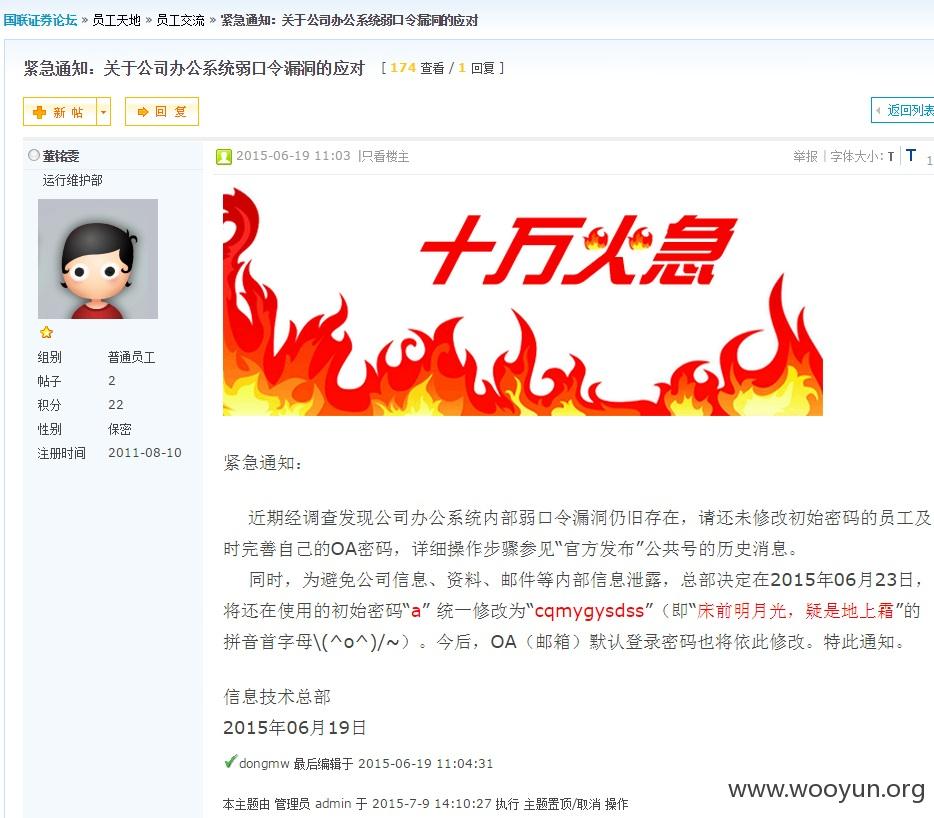 国联证券论坛 » 员工天地 » 员工交流 » 紧急通知：关于公司办公系统弱口令漏洞的应对
紧急通知：关于公司办公系统弱口令漏洞的应对 [ 174 查看 / 1 回复 ]
新 帖 回 复
返回列表
董铭雯
2015-06-19 11:03 |只看楼主
举报 | 字体大小: T | T 1
运行维护部
十万火急
组别 普通员工
帖子 2
积分 22
性别 保密
注册时间 2011-08-10
紧急通知：
近期经调查发现公司办公系统内部弱口令漏洞仍旧存在，请还未修改初始密码的员工及
时完善自己的OA密码，详细操作步骤参见“官方发布”公共号的历史消息。
同时，为避免公司信息、资料、邮件等内部信息泄露，总部决定在2015年06月23日，
将还在使用的初始密码“a” 统一修改为“cqmygysdss”（即“床前明月光，疑是地上霜”的
拼音首字母\(^o^)/~）。今后，OA（邮箱）默认登录密码也将依此修改。特此通知。
信息技术总部
2015年06月19日
dongmw 最后编辑于 2015-06-19 11:04:31
本主题由 管理员 admin 于 2015-7-9 14:10:27 执行 主题置顶/取消 操作
www.wooyun.org